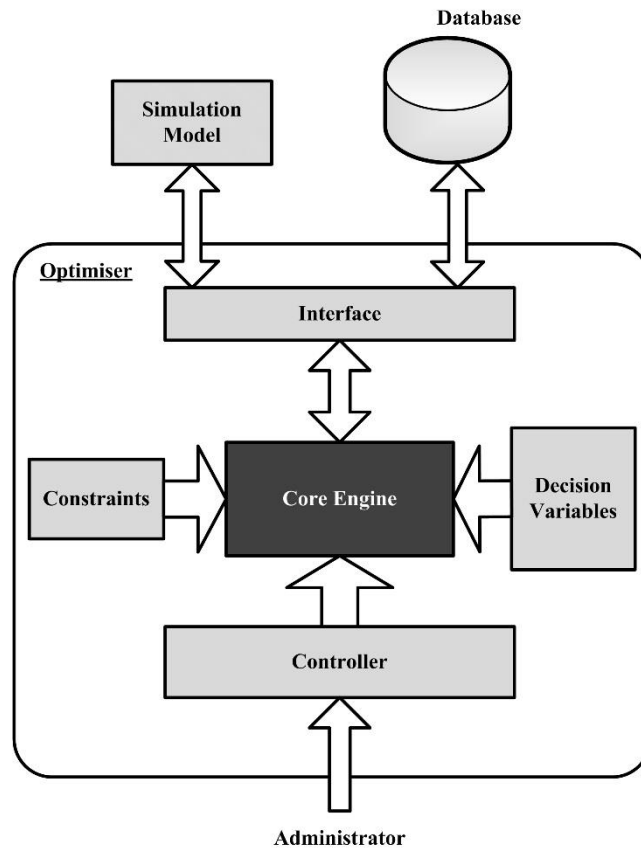 Database
Simulation
Model
Optimiser
Interface
Constraints
Core Engine
Decision
Variables
Controller
Administrator